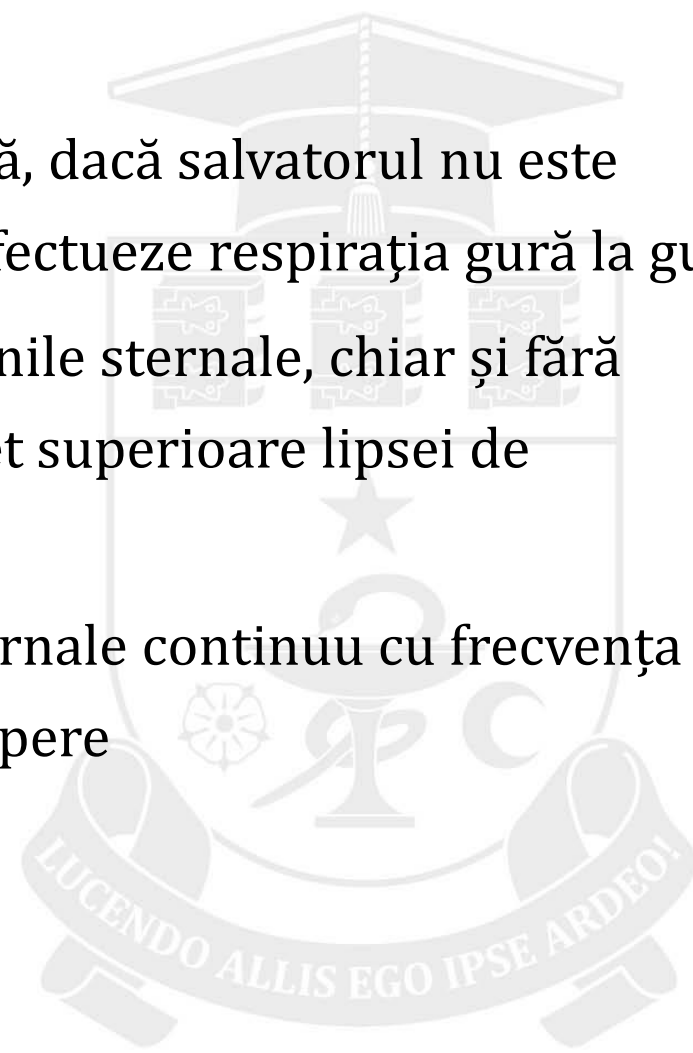 ă, dacă salvatorul nu este
fectueze respiraţia gură la gu
nile sternale, chiar și fără
t superioare lipsei de
rnale continuu cu frecvența
pere
LUCENDO ALLIS EGO IPSE ARDEO!